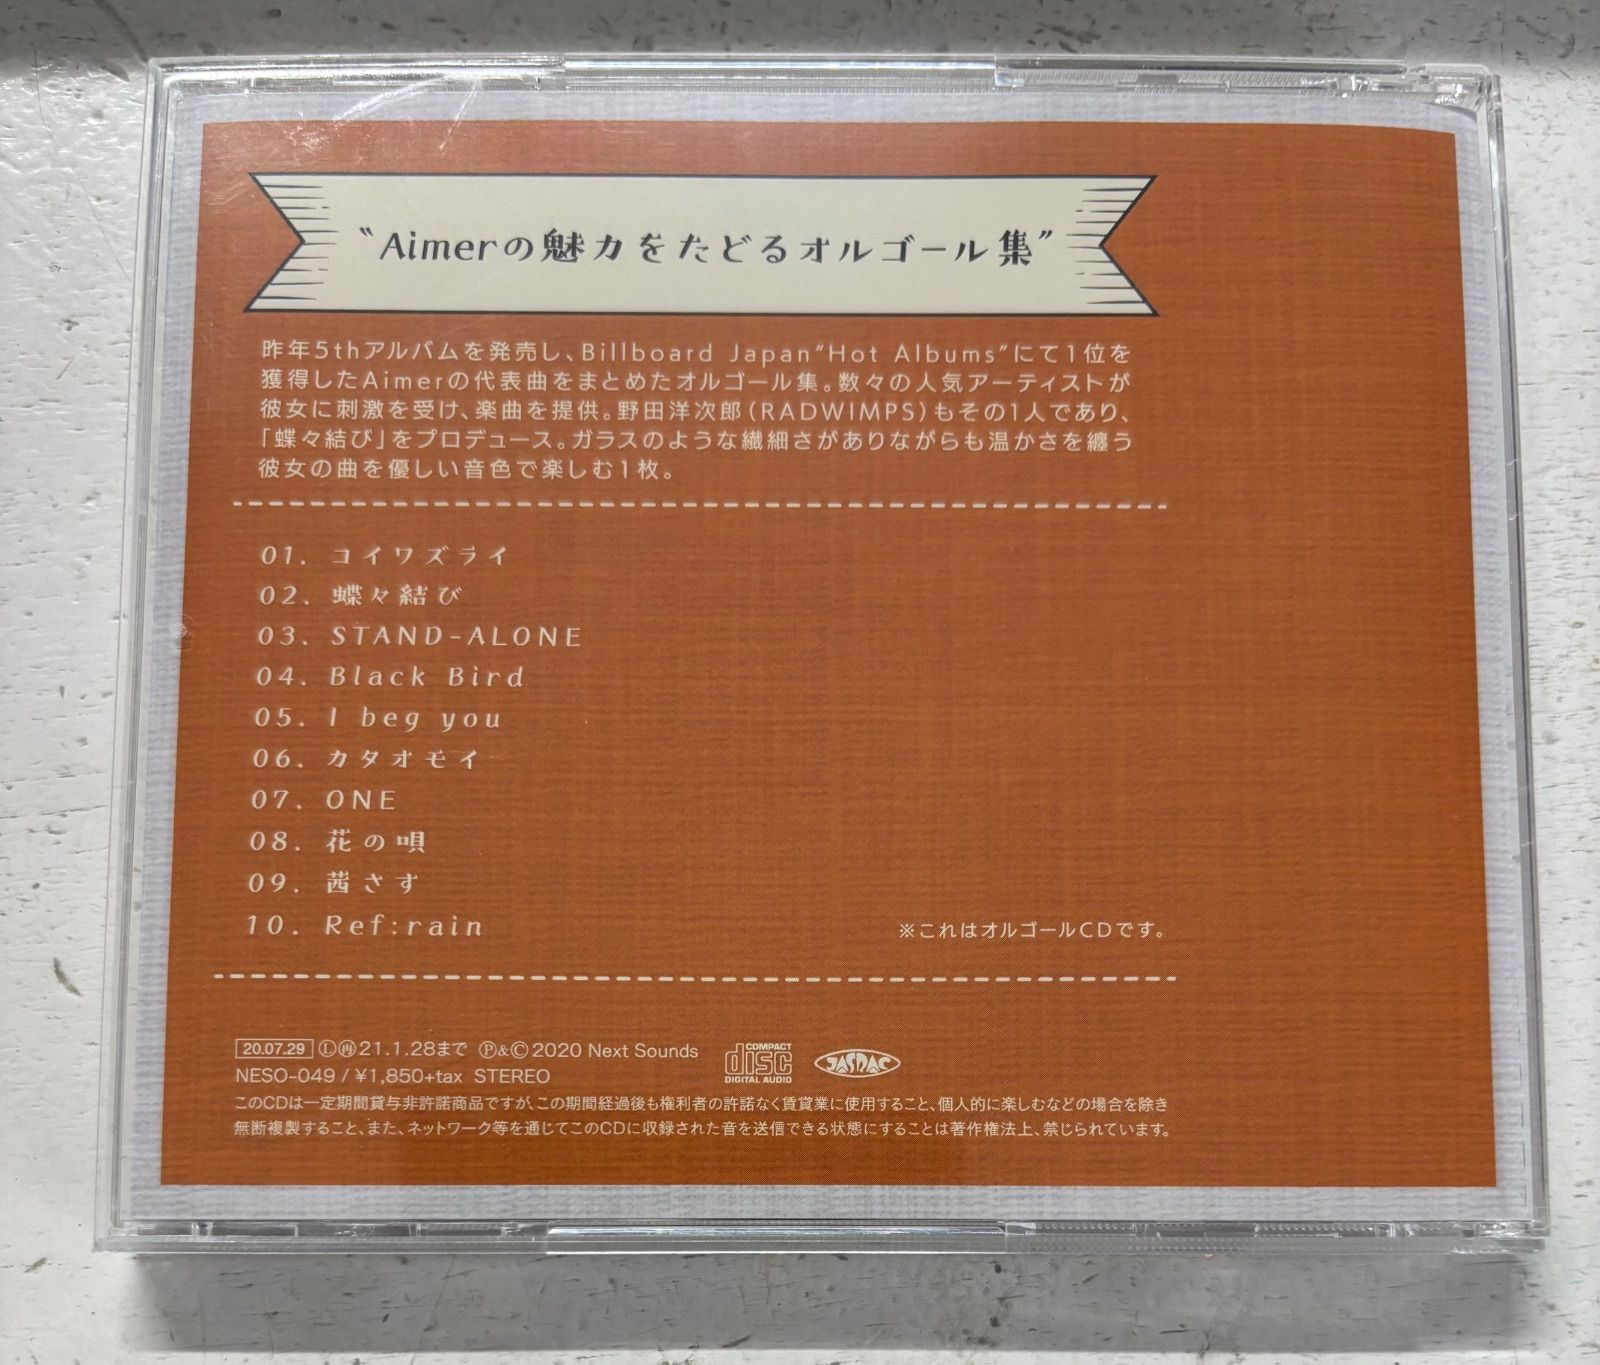 "Aimerの魅力をたどるオルゴール集"
昨年5thアルバムを発売し、Billboard Japan"Hot Albums"にて1位を
獲得したAimerの代表曲をまとめたオルゴール集。数々の人気アーティストが
彼女に刺激を受け、楽曲を提供。野田洋次郎(RADWIMPS)もその1人であり、
「蝶々結び」をプロデュース。ガラスのような繊細さがありながらも温かさを纏う
彼女の曲を優しい音色で楽しむ1枚。
01. コイワズライ
02. 蝶々結び
03. STAND-ALONE
04. Black Bird
05. I beg you
06. カタオモイ
07. ONE
08. 花の唄
09. 茜さす
10. Ref:rain
※これはオルゴールCDです。
20.07.29 Ⓛ㊢21.1.28まで Ⓟ&Ⓒ2020 Next Sounds
NESO-049 / ¥1,850+tax STEREO
COMPACT
disc
DIGITAL AUDIO
JASRAC
このCDは一定期間貸与非許諾商品ですが、この期間経過後も権利者の許諾なく賃貸業に使用すること、個人的に楽しむなどの場合を除き
無断複製すること、また、ネットワーク等を通じてこのCDに収録された音を送信できる状態にすることは著作権法上、禁じられています。